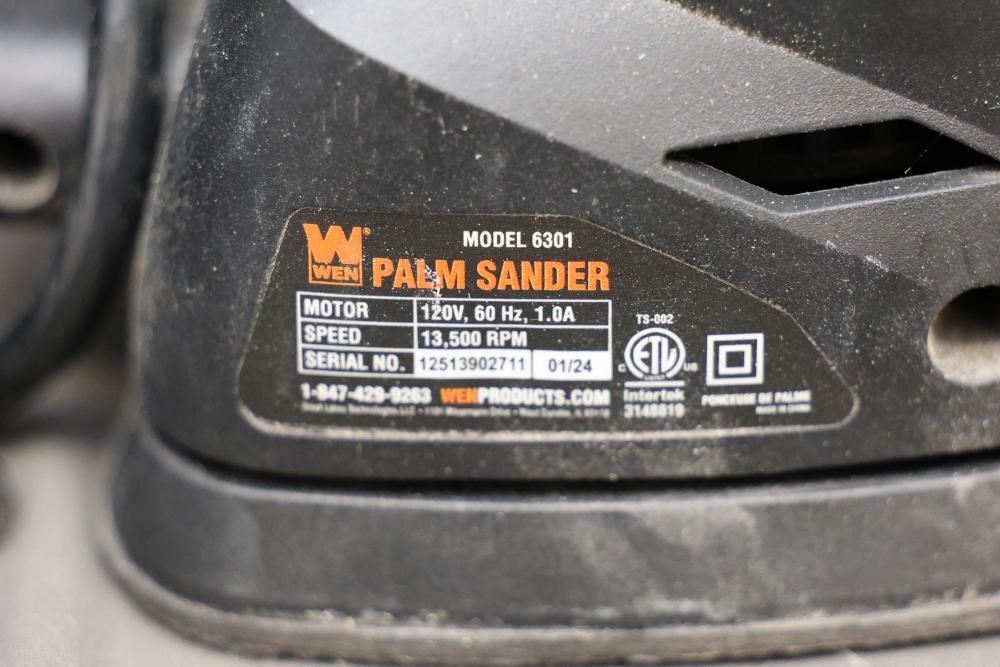 MODEL 6301
WEN®
PALM SANDER
MOTOR 120V, 60 Hz, 1.0A
SPEED 13,500 RPM
SERIAL NO. 12513902711 01/24
1-847-429-9263 WENPRODUCTS.COM
TS-002
ETL
C US
Intertek
3148819
PONCEUSE DE PALME
MADE IN CHINA